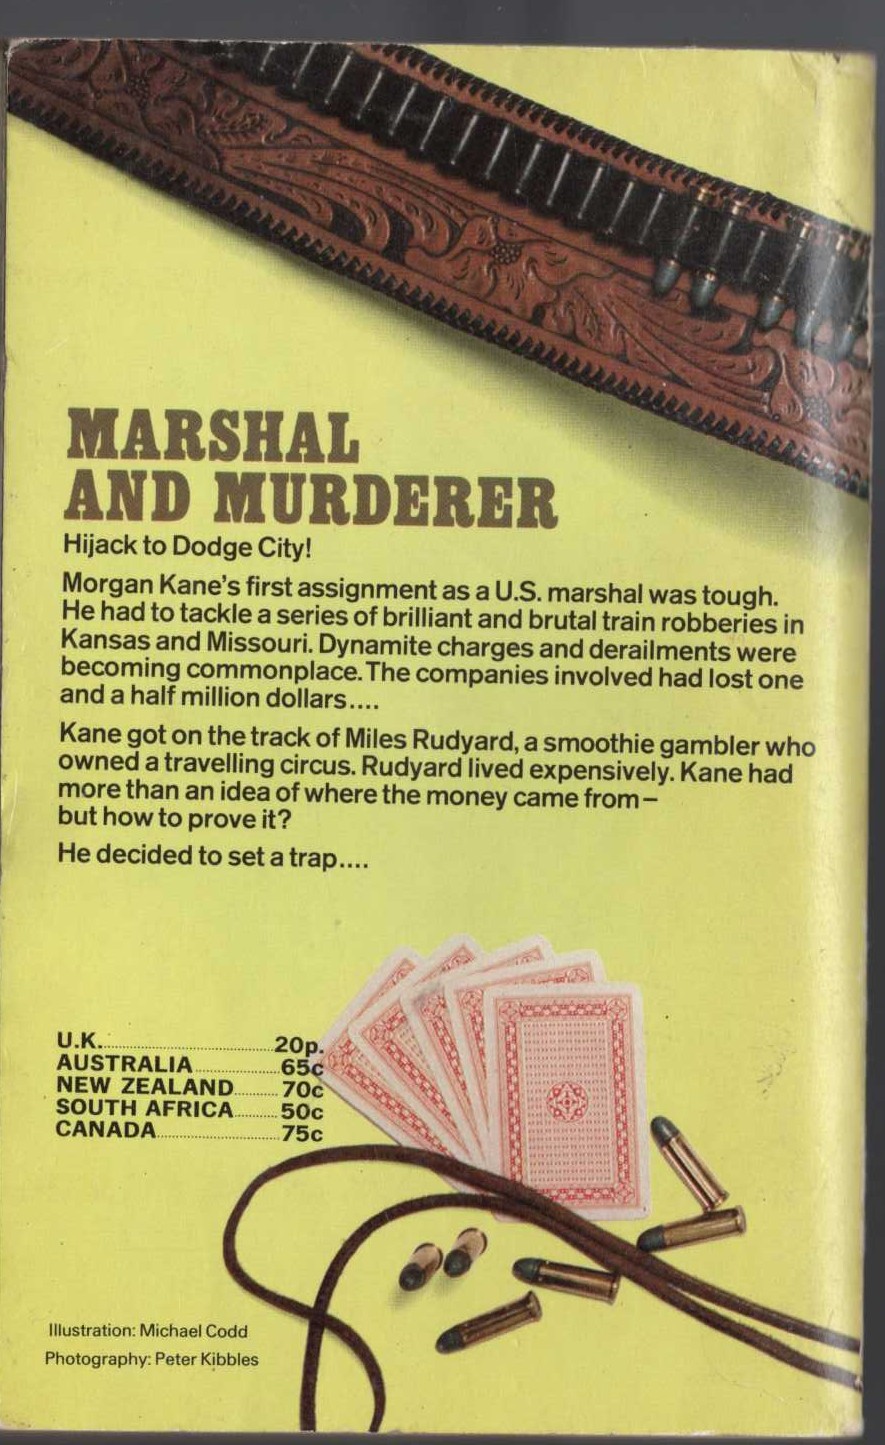 MARSHAL
AND MURDERER
Hijack to Dodge City!
Morgan Kane's first assignment as a U.S. marshal was tough.
He had to tackle a series of brilliant and brutal train robberies in
Kansas and Missouri. Dynamite charges and derailments were
becoming commonplace. The companies involved had lost one
and a half million dollars....
Kane got on the track of Miles Rudyard, a smoothie gambler who
owned a travelling circus. Rudyard lived expensively. Kane had
more than an idea of where the money came from –
but how to prove it?
He decided to set a trap....
U.K.................................20p.
AUSTRALIA....................65c
NEW ZEALAND...........70c
SOUTH AFRICA...........50c
CANADA............................75c
Illustration: Michael Codd
Photography: Peter Kibbles